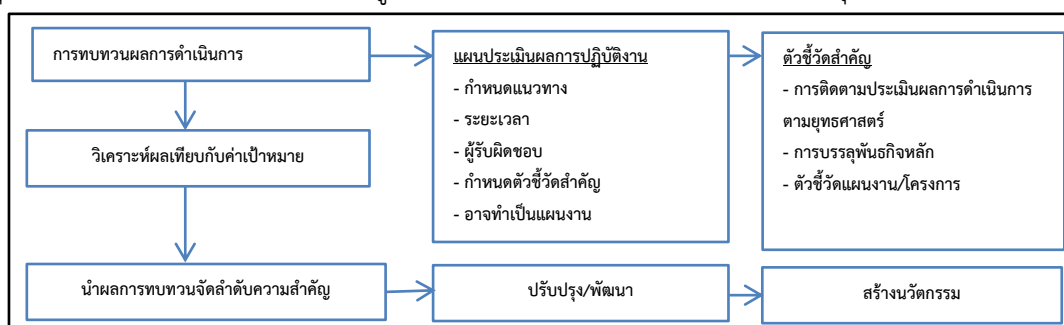 การทบทวนผลการดำเนินการ
แผนประเมินผลการปฏิบัติงาน
- กำหนดแนวทาง
- ระยะเวลา
- ผู้รับผิดชอบ
- กำหนดตัวชี้วัดสำคัญ
- อาจทำเป็นแผนงาน
ตัวชี้วัดสำคัญ
- การติดตามประเมินผลการดำเนินการ
ตามยุทธศาสตร์
- การบรรลุพันธกิจหลัก
- ตัวชี้วัดแผนงาน/โครงการ
วิเคราะห์ผลเทียบกับค่าเป้าหมาย
นำผลการทบทวนจัดลำดับความสำคัญ
ปรับปรุง/พัฒนา
สร้างนวัตกรรม